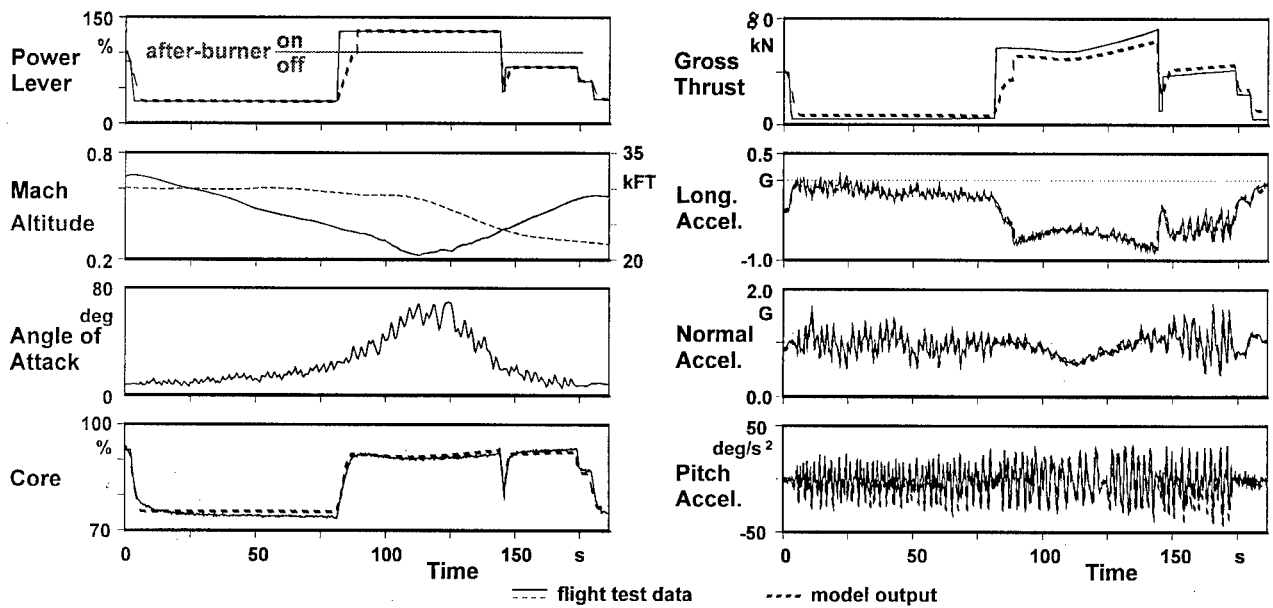 150
%
Power
Lever
after-burner on
off
0
0.8
Mach
Altitude
0.2
35
kFT
20
80
deg
Angle of
Attack
0
100
%
Core
70
0 50 100 150 s
Time
80
kN
Gross
Thrust
0
0.5
G
Long.
Accel.
-1.0
2.0
G
Normal
Accel.
0.0
50
deg/s²
Pitch
Accel.
-50
0 50 100 150 s
Time
flight test data
model output